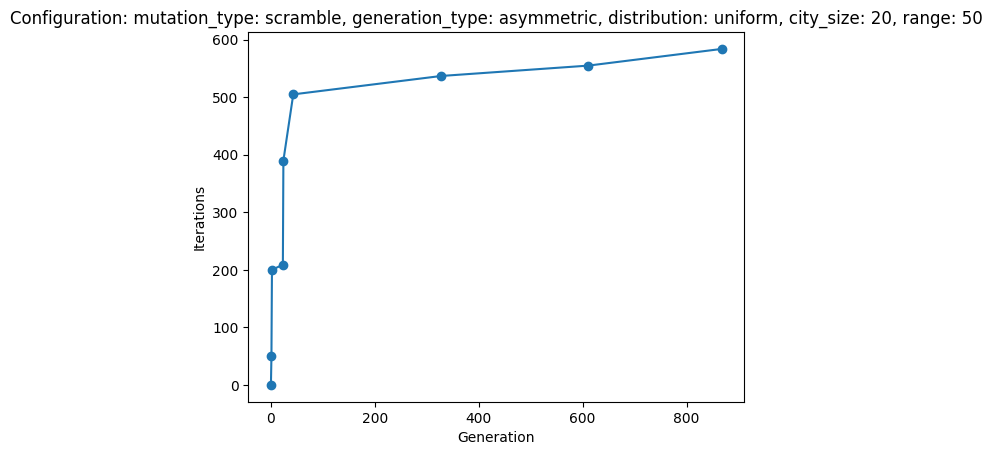 Configuration: mutation_type: scramble, generation_type: asymmetric, distribution: uniform, city_size: 20, range: 50
600
500
400
300
200
100
0
Iterations
0 200 400 600 800
Generation